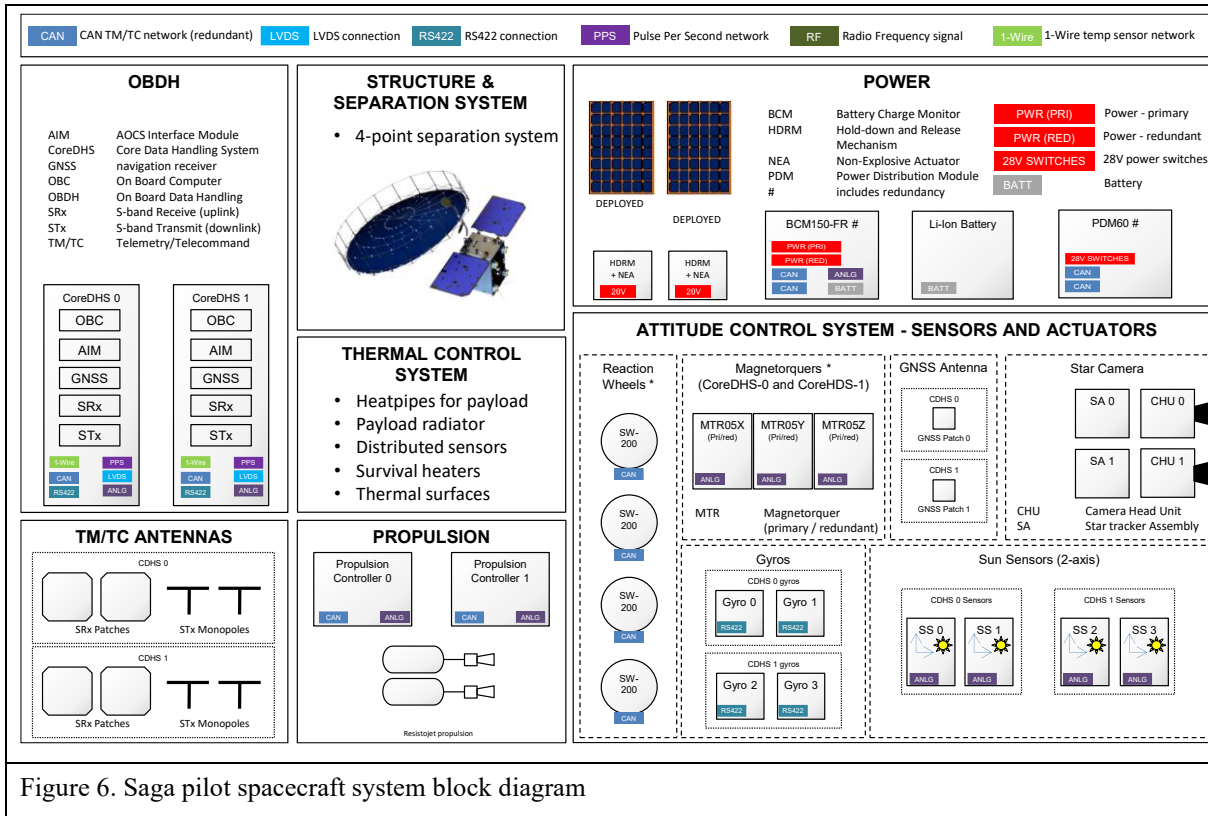 CAN CAN TM/TC network (redundant) LVDS LVDS connection RS422 RS422 connection PPS Pulse Per Second network RF Radio Frequency signal 1-Wire 1-Wire temp sensor network
OBDH
AIM AOCS Interface Module
CoreDHS Core Data Handling System
GNSS navigation receiver
OBC On Board Computer
OBDH On Board Data Handling
SRx S-band Receive (uplink)
STx S-band Transmit (downlink)
TM/TC Telemetry/Telecommand
CoreDHS 0 CoreDHS 1
OBC OBC
AIM AIM
GNSS GNSS
SRx SRx
STx STx
1-Wire PPS 1-Wire PPS
CAN LVDS CAN LVDS
RS422 ANLG RS422 ANLG
STRUCTURE &
SEPARATION SYSTEM
• 4-point separation system
POWER
BCM Battery Charge Monitor
HDRM Hold-down and Release
Mechanism
NEA Non-Explosive Actuator
PDM Power Distribution Module
# includes redundancy
PWR (PRI) Power - primary
PWR (RED) Power - redundant
28V SWITCHES 28V power switches
BATT Battery
DEPLOYED
DEPLOYED
HDRM
+ NEA
28V
HDRM
+ NEA
28V
BCM150-FR #
PWR (PRI)
PWR (RED)
CAN ANLG
CAN BATT
Li-Ion Battery
BATT
PDM60 #
28V SWITCHES
CAN
CAN
THERMAL CONTROL
SYSTEM
• Heatpipes for payload
• Payload radiator
• Distributed sensors
• Survival heaters
• Thermal surfaces
ATTITUDE CONTROL SYSTEM - SENSORS AND ACTUATORS
Reaction
Wheels *
SW-
200
CAN
SW-
200
CAN
SW-
200
CAN
SW-
200
CAN
Magnetorquers *
(CoreDHS-0 and CoreHDS-1)
MTR05X MTR05Y MTR05Z
(Pri/red) (Pri/red) (Pri/red)
ANLG ANLG ANLG
MTR Magnetorquer
(primary / redundant)
GNSS Antenna
CDHS 0
GNSS Patch 0
CDHS 1
GNSS Patch 1
Star Camera
SA 0 CHU 0
SA 1 CHU 1
CHU Camera Head Unit
SA Star tracker Assembly
Gyros
CDHS 0 gyros
Gyro 0 Gyro 1
RS422 RS422
CDHS 1 gyros
Gyro 2 Gyro 3
RS422 RS422
Sun Sensors (2-axis)
CDHS 0 Sensors CDHS 1 Sensors
SS 0 SS 1 SS 2 SS 3
ANLG ANLG ANLG ANLG
TM/TC ANTENNAS
CDHS 0
SRx Patches STx Monopoles
CDHS 1
SRx Patches STx Monopoles
PROPULSION
Propulsion
Controller 0
CAN ANLG
Propulsion
Controller 1
CAN ANLG
Resistojet propulsion
Figure 6. Saga pilot spacecraft system block diagram